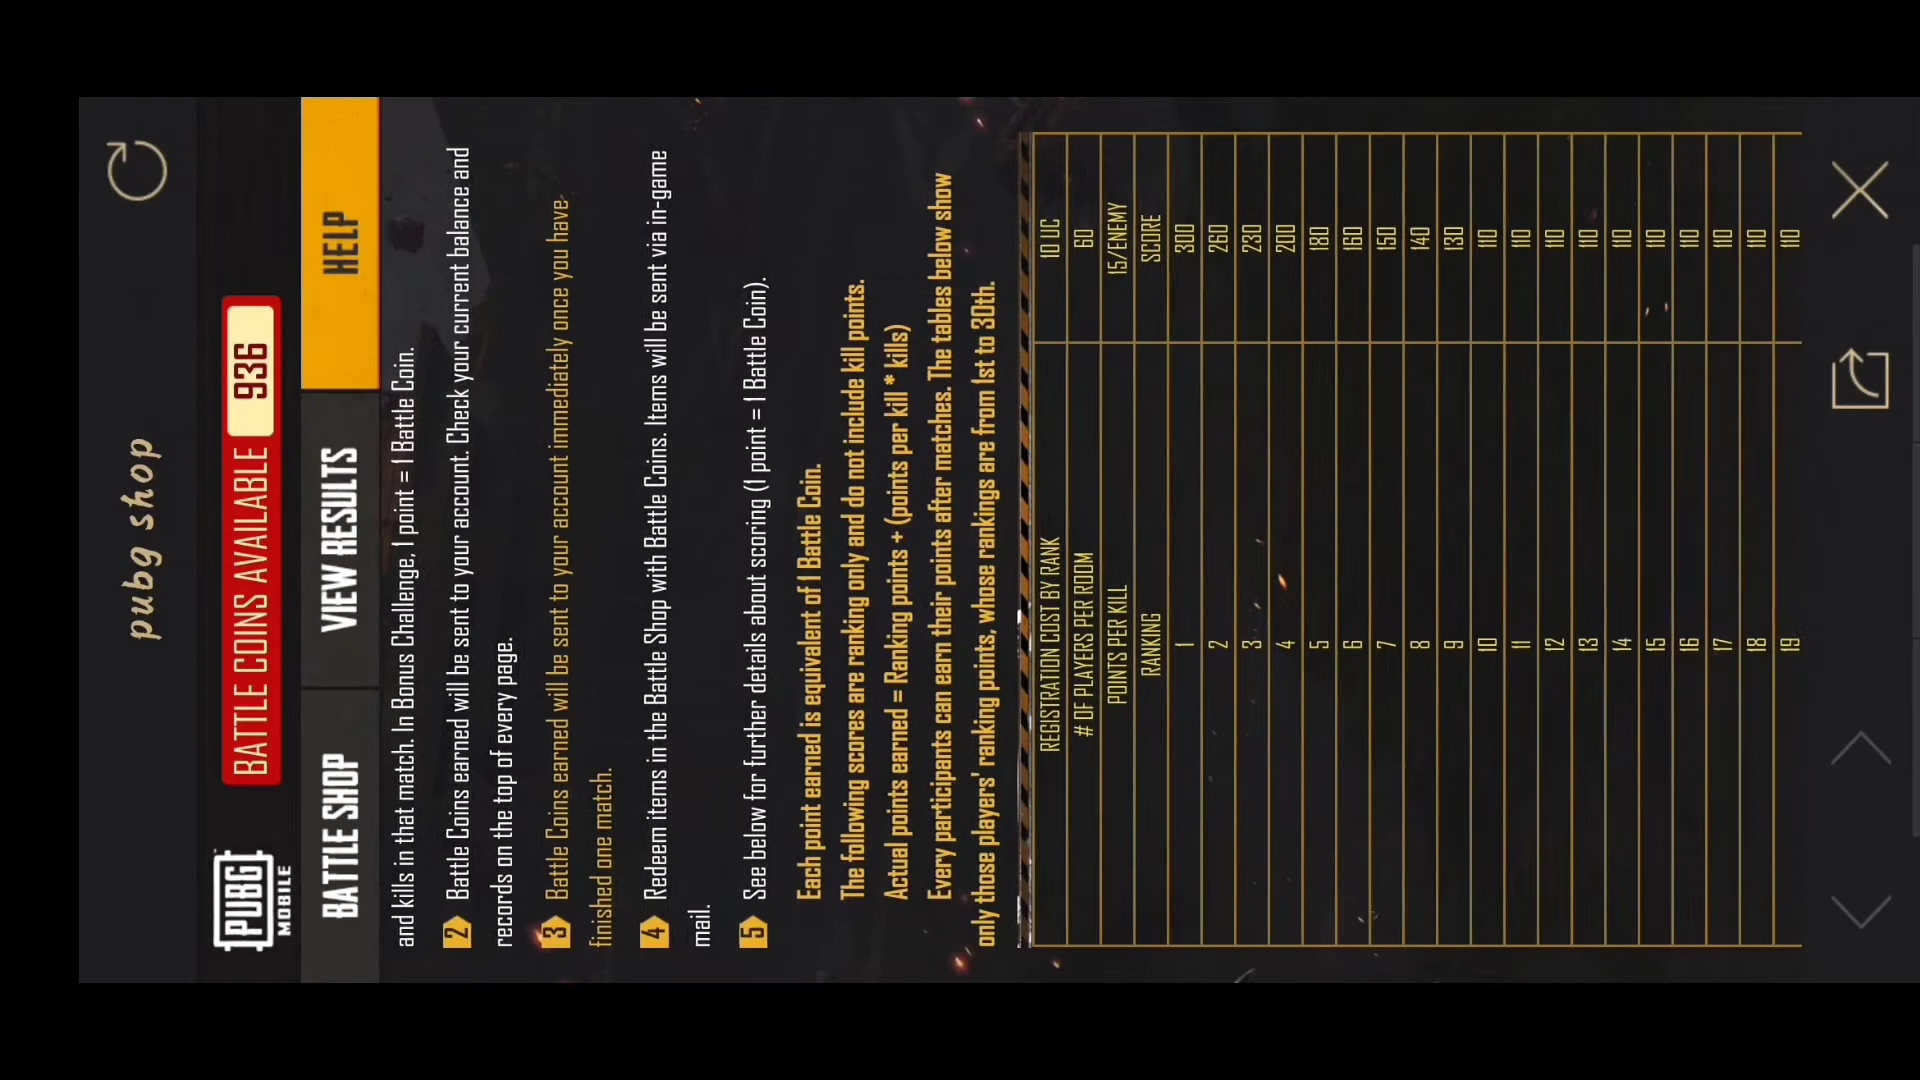 pubg shop
PUBG
MOBILE
BATTLE COINS AVAILABLE 936
BATTLE SHOP VIEW RESULTS HELP
and kills in that match. In Bonus Challenge, 1 point = 1 Battle Coin.
2 Battle Coins earned will be sent to your account. Check your current balance and
records on the top of every page.
3 Battle Coins earned will be sent to your account immediately once you have
finished one match.
4 Redeem items in the Battle Shop with Battle Coins. Items will be sent via in-game
mail.
5 See below for further details about scoring (1 point = 1 Battle Coin).
Each point earned is equivalent of 1 Battle Coin.
The following scores are ranking only and do not include kill points.
Actual points earned = Ranking points + (points per kill * kills)
Every participants can earn their points after matches. The tables below show
only those players' ranking points, whose rankings are from 1st to 30th.
REGISTRATION COST BY RANK 10 UC
# OF PLAYERS PER ROOM 60
POINTS PER KILL 15/ENEMY
RANKING SCORE
1 300
2 260
3 230
4 200
5 180
6 160
7 150
8 140
9 130
10 110
11 110
12 110
13 110
14 110
15 110
16 110
17 110
18 110
19 110